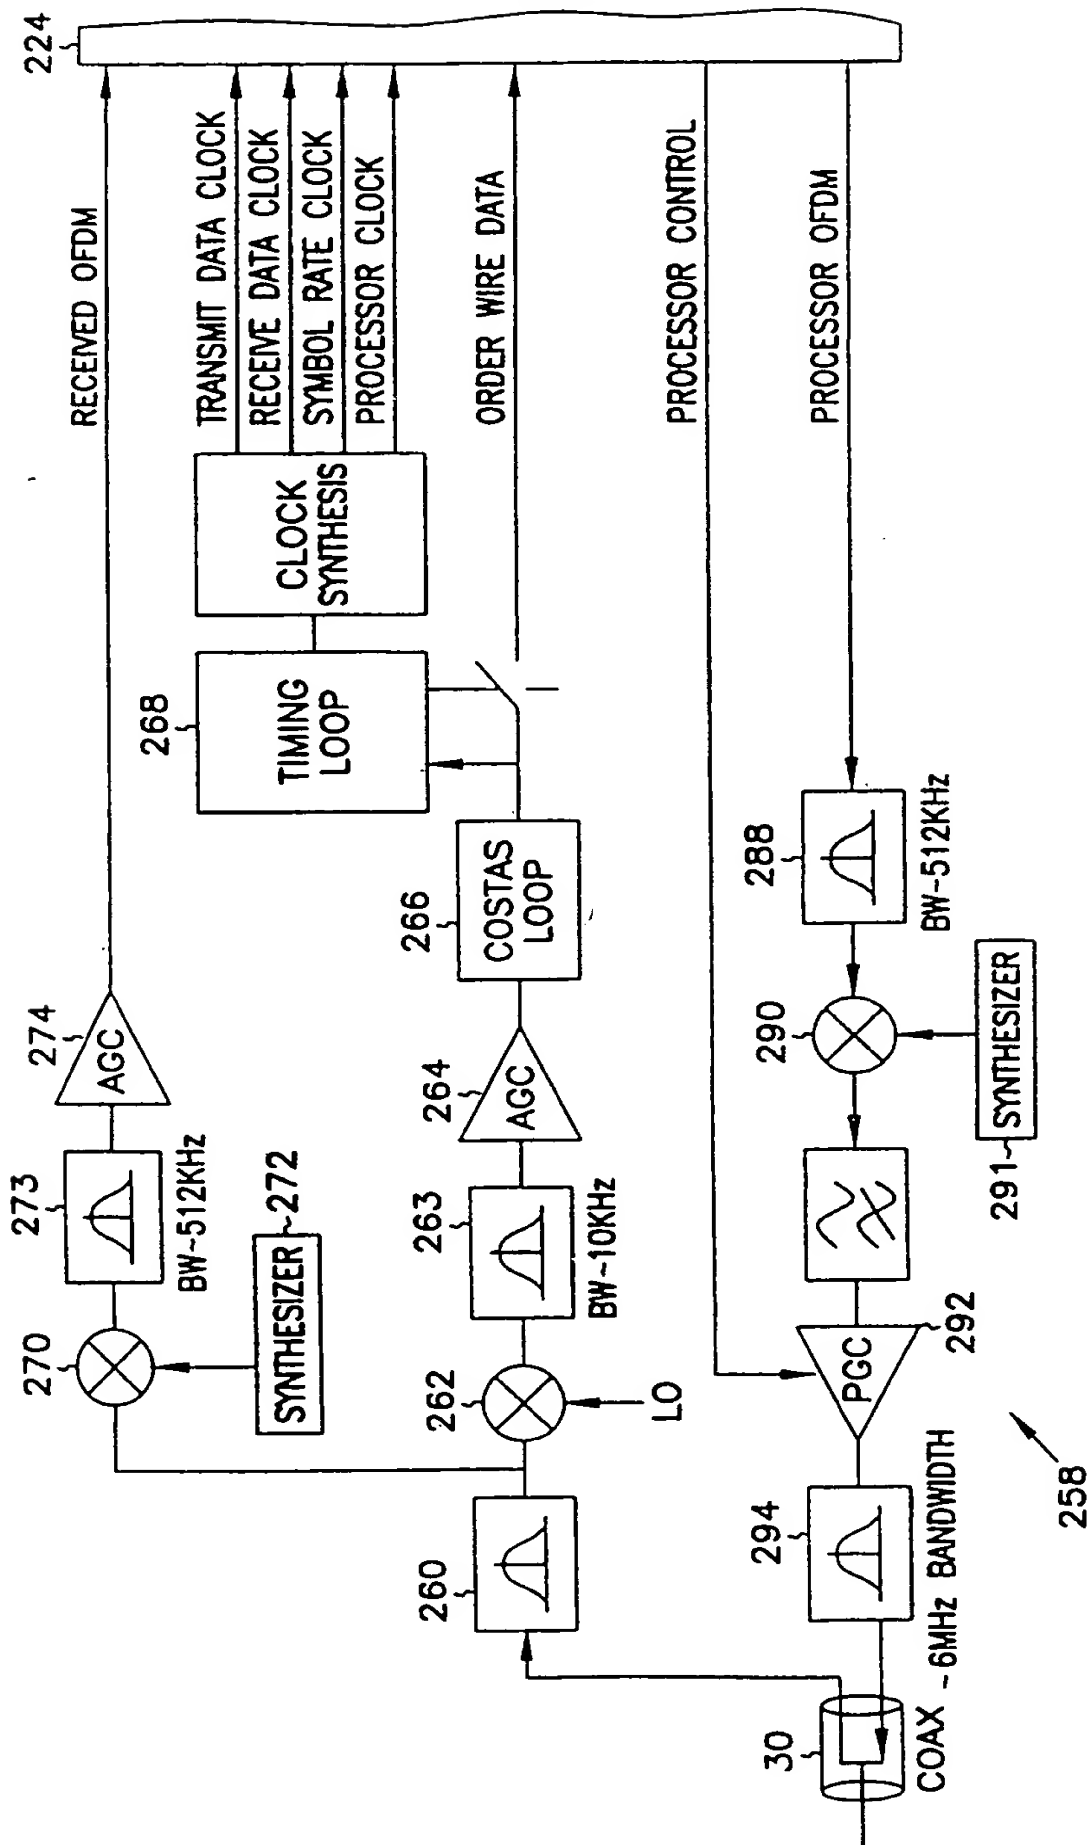 224
RECEIVED OFDM
TRANSMIT DATA CLOCK
RECEIVE DATA CLOCK
SYMBOL RATE CLOCK
PROCESSOR CLOCK
ORDER WIRE DATA
PROCESSOR CONTROL
PROCESSOR OFDM
CLOCK
SYNTHESIS
268
TIMING
LOOP
274
AGC
273
BW~512KHz
270
272
SYNTHESIZER
266
COSTAS
LOOP
264
AGC
263
BW~10KHz
262
LO
260
288
BW~512KHz
290
291
SYNTHESIZER
292
PGC
294
~6MHz BANDWIDTH
30
COAX
258